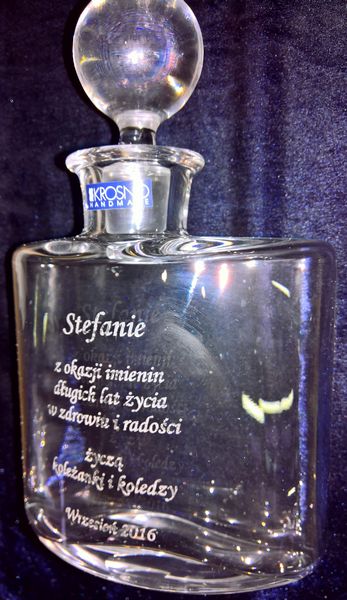 KROSNO
HANDMADE
Stefanie
z okazji imienin
długich lat życia
w zdrowiu i radości
życzą
koleżanki i koledzy
Wrzesień 2016